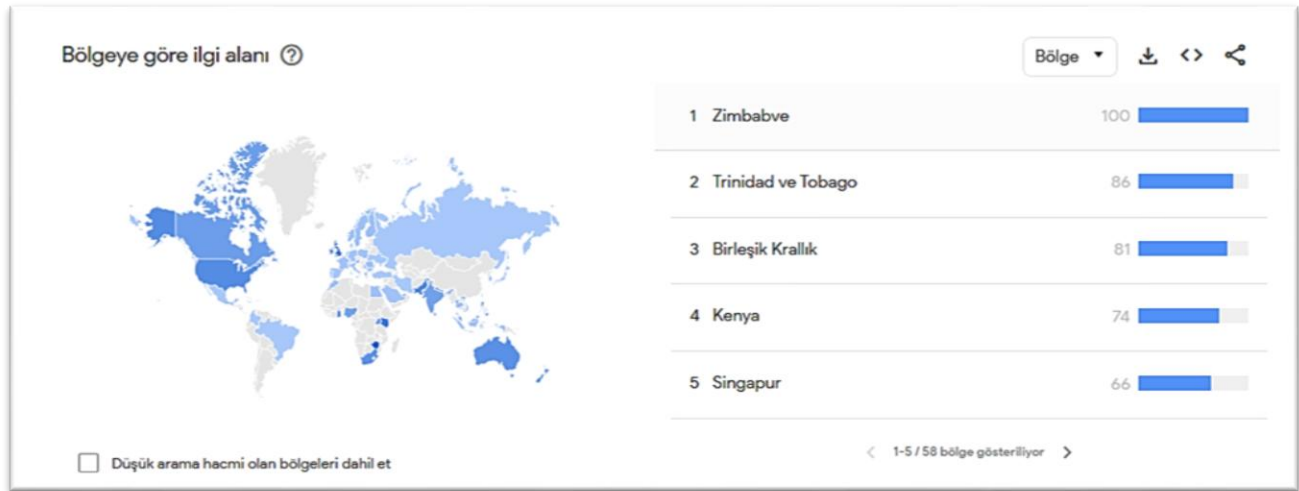 Bölgeye göre ilgi alanı
Bölge
1 Zimbabve 100
2 Trinidad ve Tobago 86
3 Birleşik Krallık 81
4 Kenya 74
5 Singapur 66
Düşük arama hacmi olan bölgeleri dahil et
1-5 / 58 bölge gösteriliyor